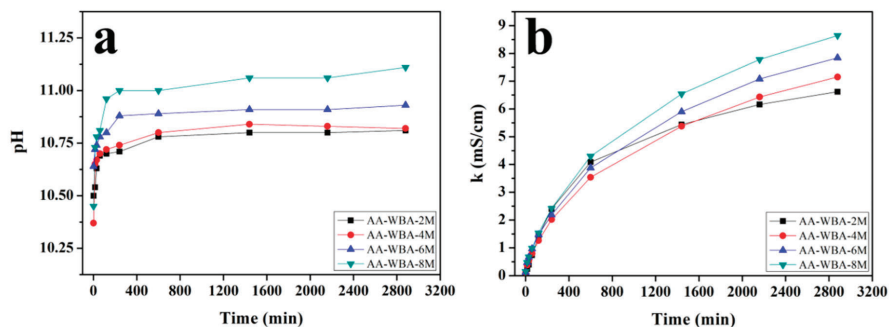 a
11.25
11.00
10.75
10.50
10.25
pH
0 400 800 1200 1600 2000 2400 2800 3200
Time (min)
AA-WBA-2M
AA-WBA-4M
AA-WBA-6M
AA-WBA-8M
b
9
8
7
6
5
4
3
2
1
0
k (mS/cm)
0 400 800 1200 1600 2000 2400 2800 3200
Time (min)
AA-WBA-2M
AA-WBA-4M
AA-WBA-6M
AA-WBA-8M